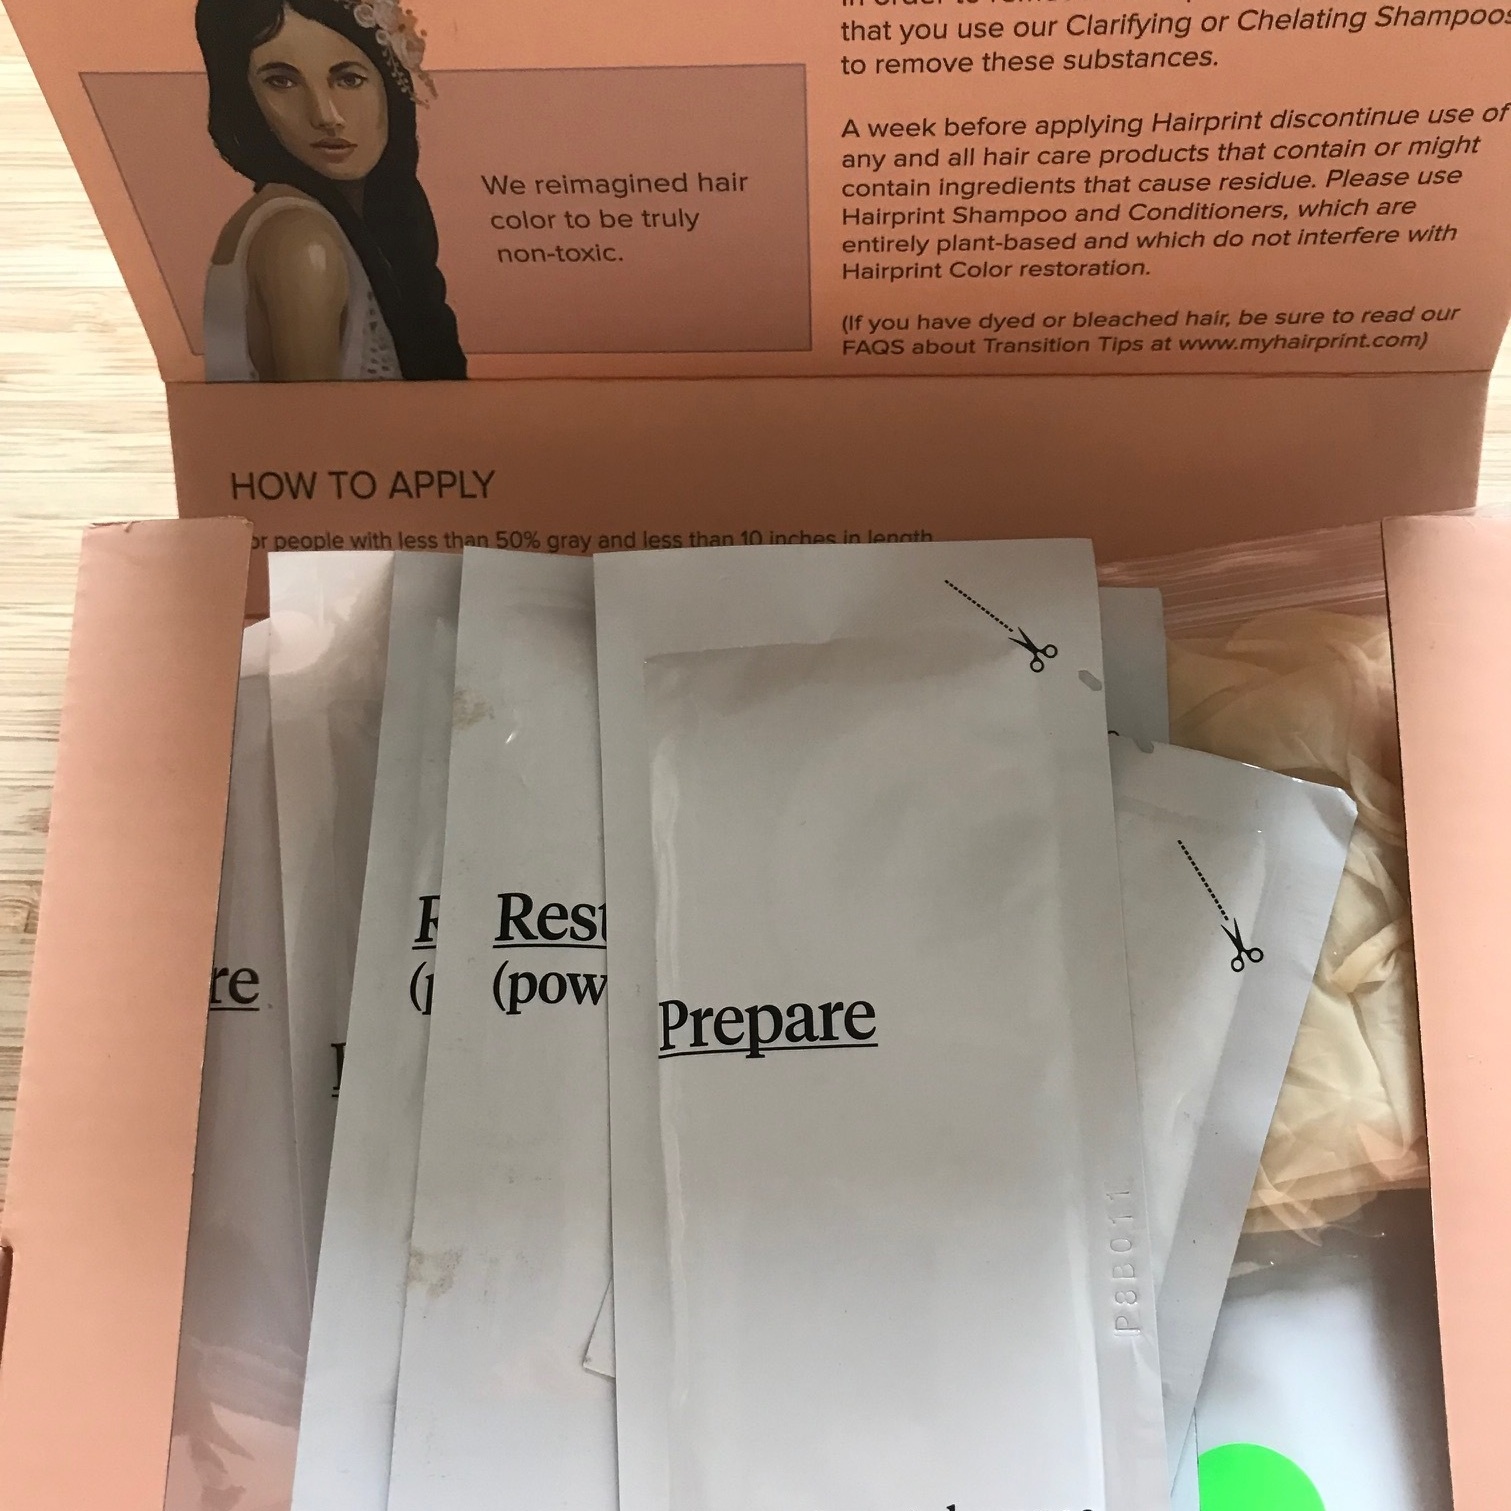 that you use our Clarifying or Chelating Shampoos
to remove these substances.
A week before applying Hairprint discontinue use of
any and all hair care products that contain or might
contain ingredients that cause residue. Please use
Hairprint Shampoo and Conditioners, which are
entirely plant-based and which do not interfere with
Hairprint Color restoration.
(If you have dyed or bleached hair, be sure to read our
FAQS about Transition Tips at www.myhairprint.com)
We reimagined hair
color to be truly
non-toxic.
HOW TO APPLY
or people with less than 50% gray and less than 10 inches in length
re
R
(p
Rest
(pow
Prepare
P8B011